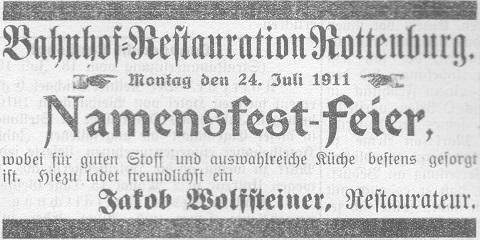 Bahnhof-Restauration Rottenburg.
Montag den 24. Juli 1911
Namensfest-Feier,
wobei für guten Stoff und auswahlreiche Küche bestens gesorgt
ist. Hiezu ladet freundlichst ein
Jakob Wolfsteiner, Restaurateur.